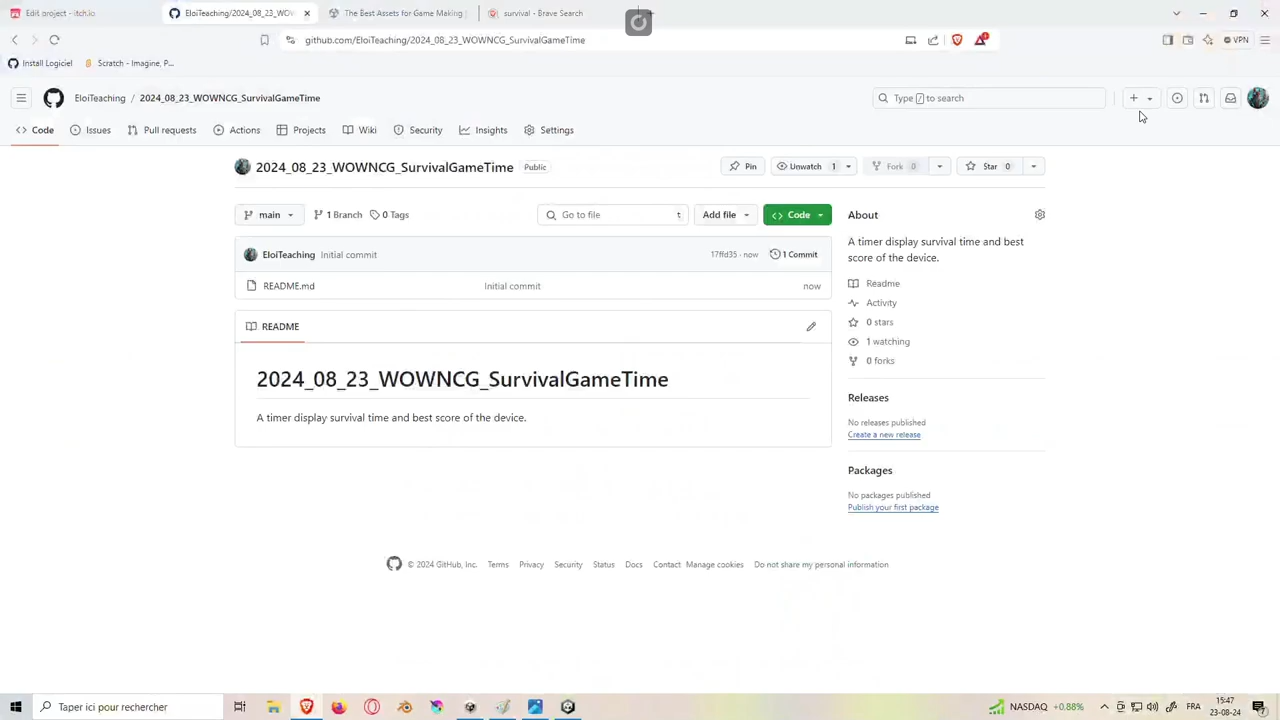 Edit project - itch.io
EloiTeaching/2024_08_23_WOW
The Best Assets for Game Making |
survival - Brave Search
github.com/EloiTeaching/2024_08_23_WOWNCG_SurvivalGameTime
VPN
Install Logiciel
Scratch - Imagine, P...
EloiTeaching / 2024_08_23_WOWNCG_SurvivalGameTime
Type / to search
Code
Issues
Pull requests
Actions
Projects
Wiki
Security
Insights
Settings
2024_08_23_WOWNCG_SurvivalGameTime
Public
Pin
Unwatch 1
Fork 0
Star 0
main
1 Branch
0 Tags
Go to file
t
Add file
Code
EloiTeaching Initial commit
17ffd35 · now
1 Commit
README.md
Initial commit
now
README
2024_08_23_WOWNCG_SurvivalGameTime
A timer display survival time and best score of the device.
About
A timer display survival time and best
score of the device.
Readme
Activity
0 stars
1 watching
0 forks
Releases
No releases published
Create a new release
Packages
No packages published
Publish your first package
© 2024 GitHub, Inc.
Terms
Privacy
Security
Status
Docs
Contact
Manage cookies
Do not share my personal information
Taper ici pour rechercher
NASDAQ +0.88%
FRA
15:47
23-08-24